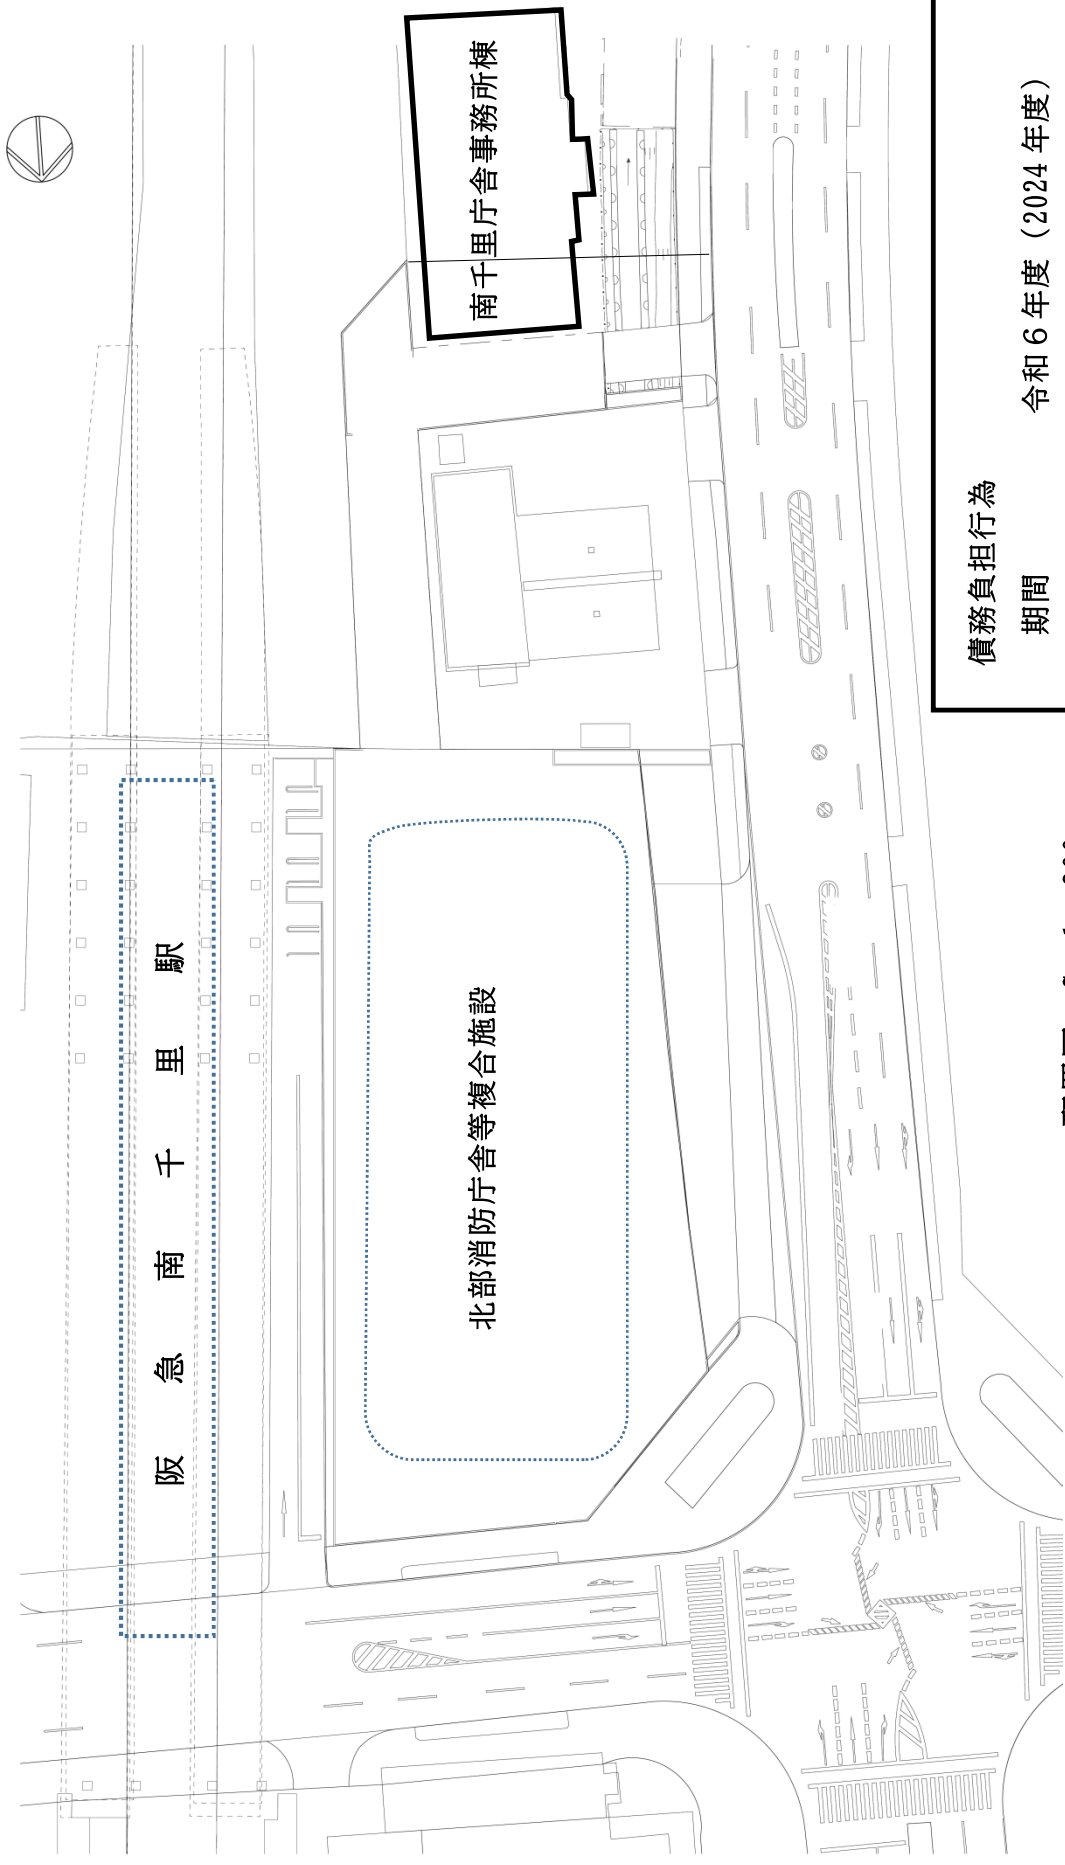 阪急南千里駅
北部消防庁舎等複合施設
南千里庁舎事務所棟
債務負担行為
期間 令和6年度（2024年度）